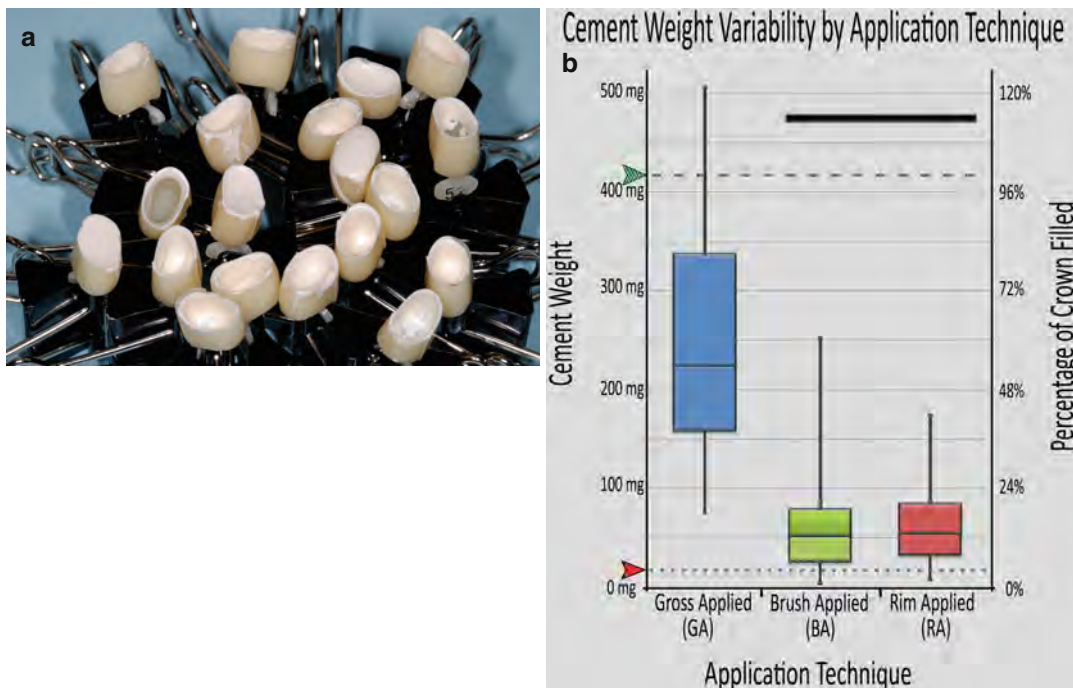 a
5
Cement Weight Variability by Application Technique
b
500 mg
400 mg
300 mg
200 mg
100 mg
0 mg
Cement Weight
120%
96%
72%
48%
24%
0%
Percentage of Crown Filled
Gross Applied
(GA)
Brush Applied
(BA)
Rim Applied
(RA)
Application Technique